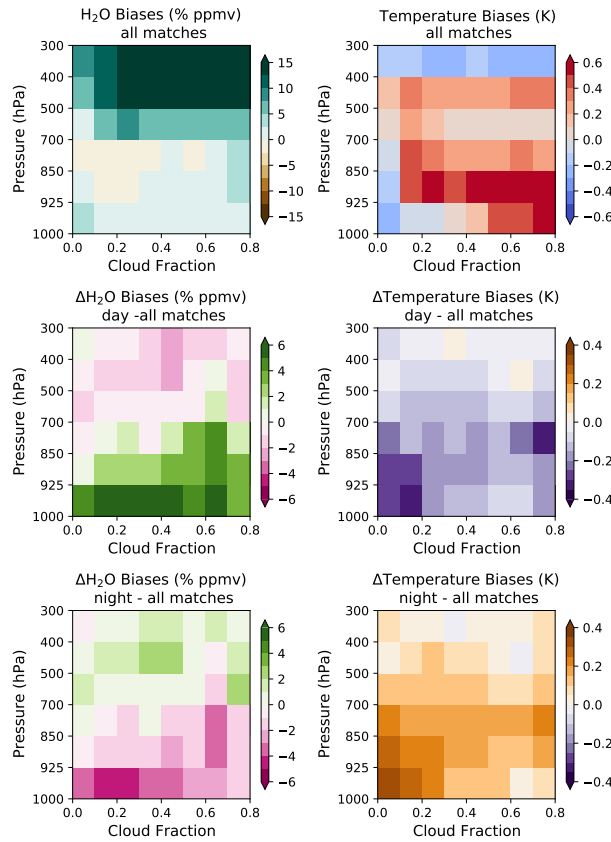 H₂O Biases (% ppmv)
all matches
Pressure (hPa)
300
400
500
700
850
925
1000
0.0 0.2 0.4 0.6 0.8
Cloud Fraction
15
10
5
0
−5
−10
−15
Temperature Biases (K)
all matches
Pressure (hPa)
300
400
500
700
850
925
1000
0.0 0.2 0.4 0.6 0.8
Cloud Fraction
0.6
0.4
0.2
0.0
−0.2
−0.4
−0.6
ΔH₂O Biases (% ppmv)
day -all matches
Pressure (hPa)
300
400
500
700
850
925
1000
0.0 0.2 0.4 0.6 0.8
Cloud Fraction
6
4
2
0
−2
−4
−6
ΔTemperature Biases (K)
day - all matches
Pressure (hPa)
300
400
500
700
850
925
1000
0.0 0.2 0.4 0.6 0.8
Cloud Fraction
0.4
0.2
0.0
−0.2
−0.4
ΔH₂O Biases (% ppmv)
night - all matches
Pressure (hPa)
300
400
500
700
850
925
1000
0.0 0.2 0.4 0.6 0.8
Cloud Fraction
6
4
2
0
−2
−4
−6
ΔTemperature Biases (K)
night - all matches
Pressure (hPa)
300
400
500
700
850
925
1000
0.0 0.2 0.4 0.6 0.8
Cloud Fraction
0.4
0.2
0.0
−0.2
−0.4